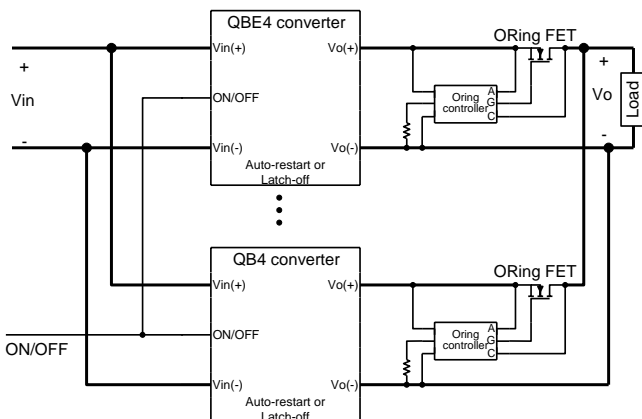 QBE4 converter
ORing FET
Vin(+)
Vo(+)
+
Vin
ON/OFF
Oring
controller
A
G
C
+
Vo
Load
-
-
Vin(-)
Vo(-)
Auto-restart or
Latch-off
QB4 converter
ORing FET
Vin(+)
Vo(+)
ON/OFF
ON/OFF
Oring
controller
A
G
C
Vin(-)
Vo(-)
Auto-restart or
Latch-off